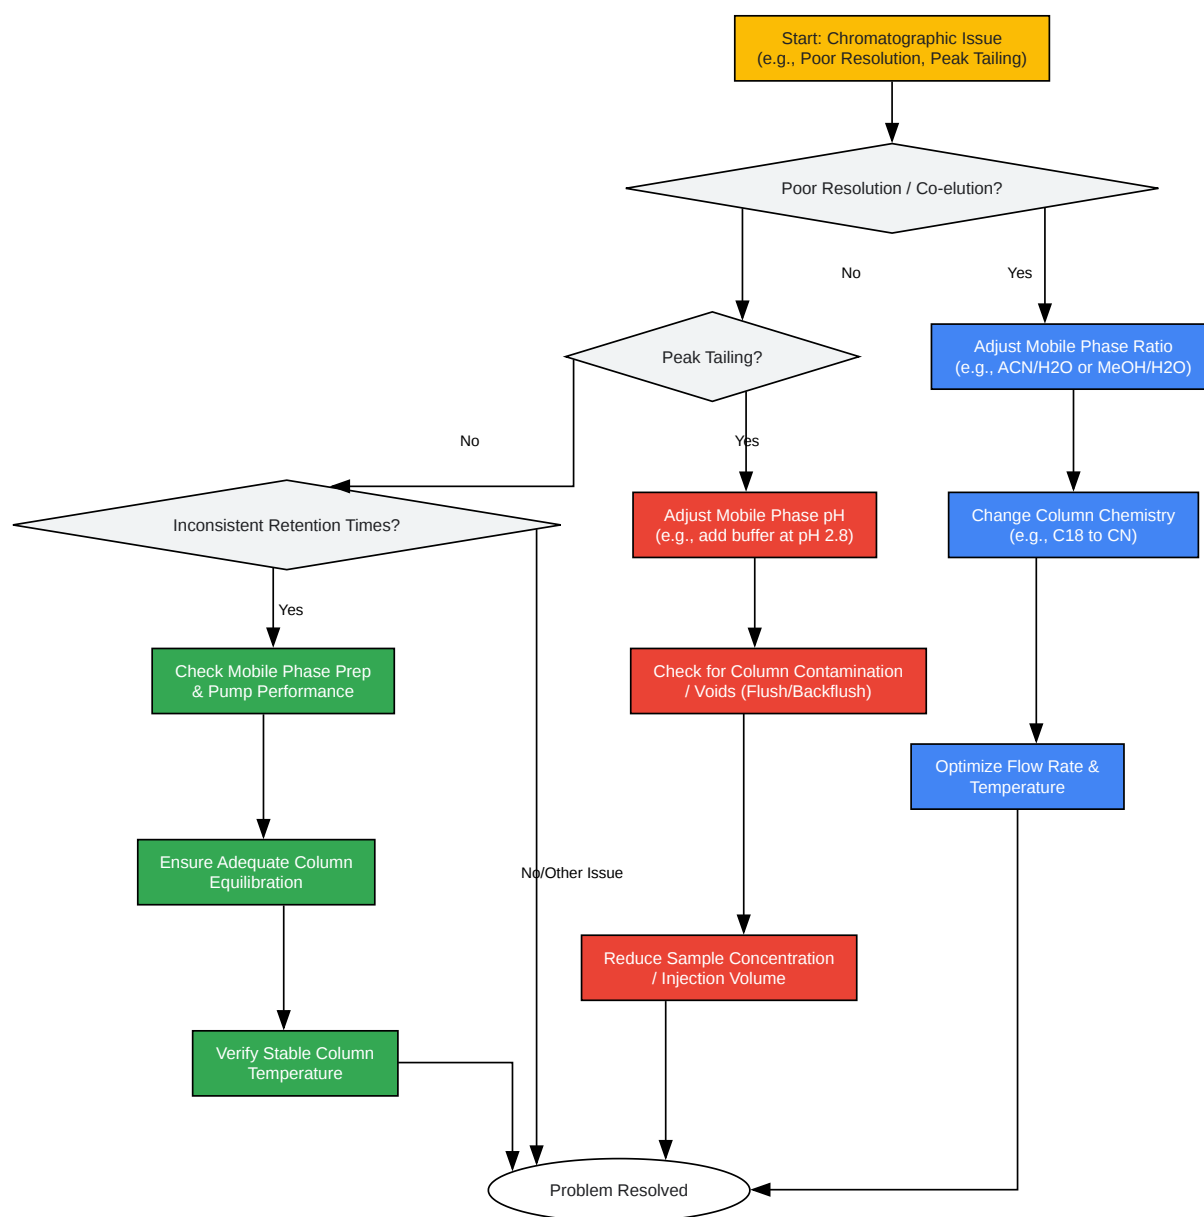 Start: Chromatographic Issue
(e.g., Poor Resolution, Peak Tailing)
Poor Resolution / Co-elution?
No
Yes
Peak Tailing?
Adjust Mobile Phase Ratio
(e.g., ACN/H2O or MeOH/H2O)
No
Yes
Inconsistent Retention Times?
Adjust Mobile Phase pH
(e.g., add buffer at pH 2.8)
Change Column Chemistry
(e.g., C18 to CN)
Yes
Check Mobile Phase Prep
& Pump Performance
Check for Column Contamination
/ Voids (Flush/Backflush)
Optimize Flow Rate &
Temperature
Ensure Adequate Column
Equilibration
No/Other Issue
Reduce Sample Concentration
/ Injection Volume
Verify Stable Column
Temperature
Problem Resolved